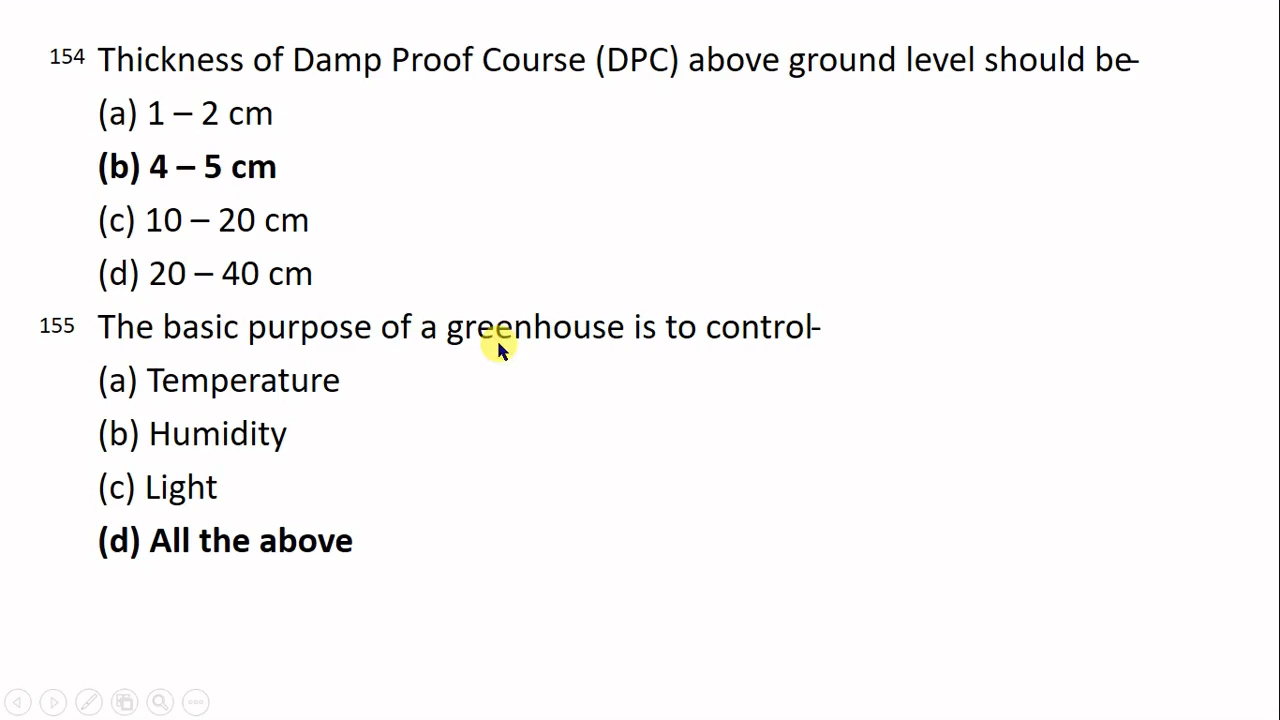 154 Thickness of Damp Proof Course (DPC) above ground level should be-
(a) 1 – 2 cm
(b) 4 – 5 cm
(c) 10 – 20 cm
(d) 20 – 40 cm
155 The basic purpose of a greenhouse is to control-
(a) Temperature
(b) Humidity
(c) Light
(d) All the above